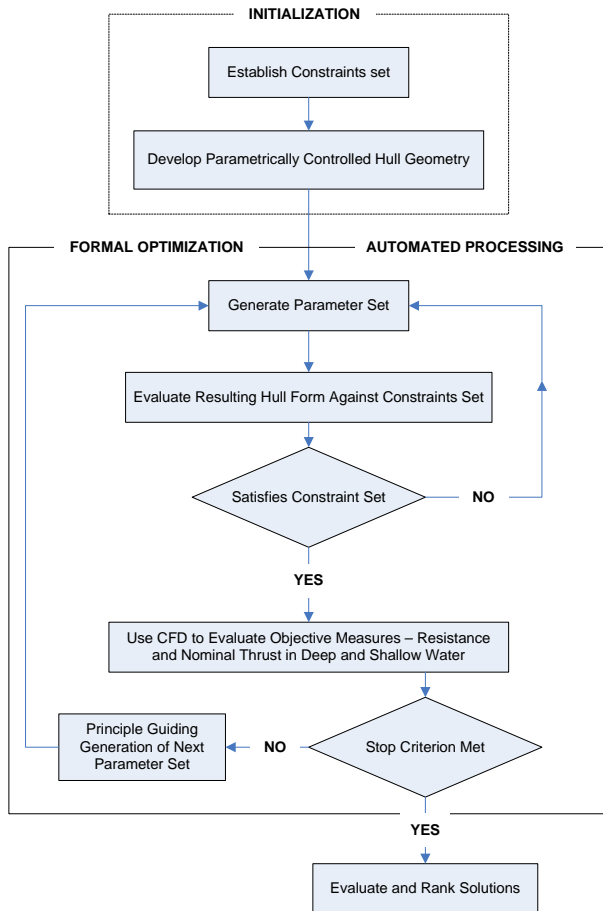 INITIALIZATION
Establish Constraints set
Develop Parametrically Controlled Hull Geometry
FORMAL OPTIMIZATION
AUTOMATED PROCESSING
Generate Parameter Set
Evaluate Resulting Hull Form Against Constraints Set
Satisfies Constraint Set
NO
YES
Use CFD to Evaluate Objective Measures – Resistance
and Nominal Thrust in Deep and Shallow Water
Principle Guiding
Generation of Next
Parameter Set
NO
Stop Criterion Met
YES
Evaluate and Rank Solutions